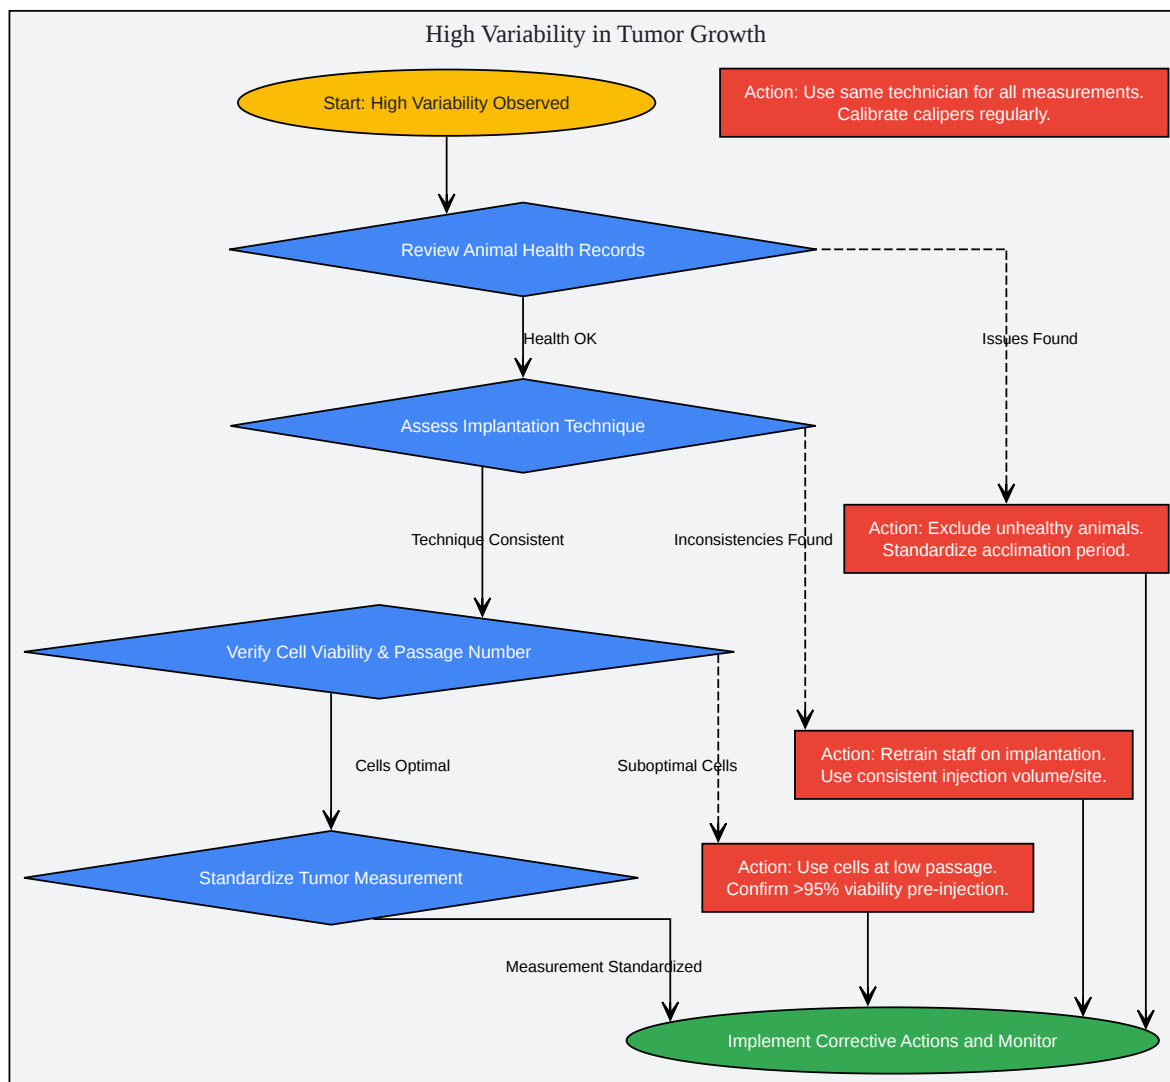 High Variability in Tumor Growth
Start: High Variability Observed
Action: Use same technician for all measurements.
Calibrate calipers regularly.
Review Animal Health Records
Health OK
Issues Found
Assess Implantation Technique
Action: Exclude unhealthy animals.
Standardize acclimation period.
Technique Consistent
Inconsistencies Found
Verify Cell Viability & Passage Number
Action: Retrain staff on implantation.
Use consistent injection volume/site.
Cells Optimal
Suboptimal Cells
Standardize Tumor Measurement
Action: Use cells at low passage.
Confirm >95% viability pre-injection.
Measurement Standardized
Implement Corrective Actions and Monitor